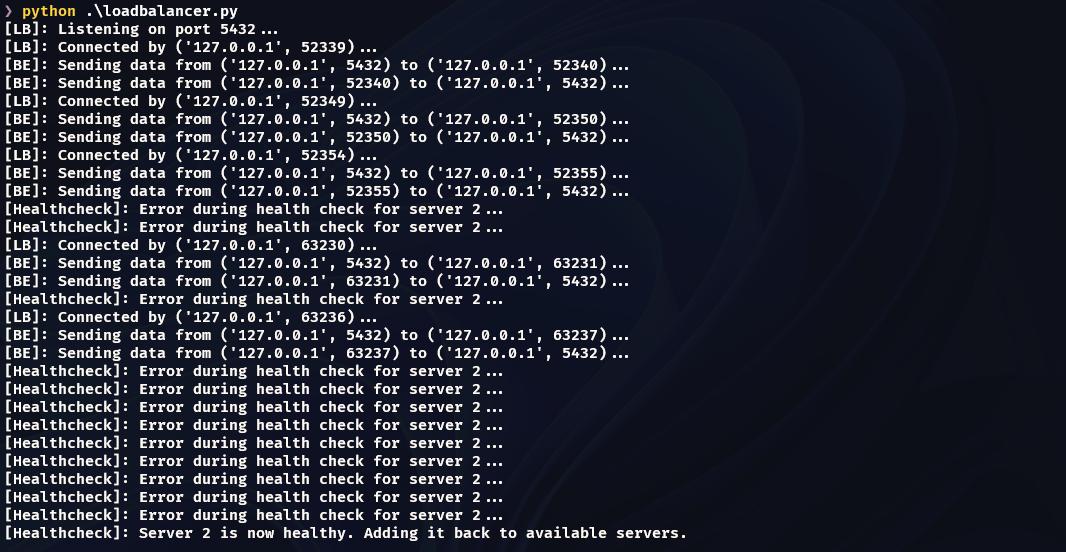 ❯ python .\loadbalancer.py
[LB]: Listening on port 5432...
[LB]: Connected by ('127.0.0.1', 52339)...
[BE]: Sending data from ('127.0.0.1', 5432) to ('127.0.0.1', 52340)...
[BE]: Sending data from ('127.0.0.1', 52340) to ('127.0.0.1', 5432)...
[LB]: Connected by ('127.0.0.1', 52349)...
[BE]: Sending data from ('127.0.0.1', 5432) to ('127.0.0.1', 52350)...
[BE]: Sending data from ('127.0.0.1', 52350) to ('127.0.0.1', 5432)...
[LB]: Connected by ('127.0.0.1', 52354)...
[BE]: Sending data from ('127.0.0.1', 5432) to ('127.0.0.1', 52355)...
[BE]: Sending data from ('127.0.0.1', 52355) to ('127.0.0.1', 5432)...
[Healthcheck]: Error during health check for server 2...
[Healthcheck]: Error during health check for server 2...
[LB]: Connected by ('127.0.0.1', 63230)...
[BE]: Sending data from ('127.0.0.1', 5432) to ('127.0.0.1', 63231)...
[BE]: Sending data from ('127.0.0.1', 63231) to ('127.0.0.1', 5432)...
[Healthcheck]: Error during health check for server 2...
[LB]: Connected by ('127.0.0.1', 63236)...
[BE]: Sending data from ('127.0.0.1', 5432) to ('127.0.0.1', 63237)...
[BE]: Sending data from ('127.0.0.1', 63237) to ('127.0.0.1', 5432)...
[Healthcheck]: Error during health check for server 2...
[Healthcheck]: Error during health check for server 2...
[Healthcheck]: Error during health check for server 2...
[Healthcheck]: Error during health check for server 2...
[Healthcheck]: Error during health check for server 2...
[Healthcheck]: Error during health check for server 2...
[Healthcheck]: Error during health check for server 2...
[Healthcheck]: Error during health check for server 2...
[Healthcheck]: Error during health check for server 2...
[Healthcheck]: Server 2 is now healthy. Adding it back to available servers.